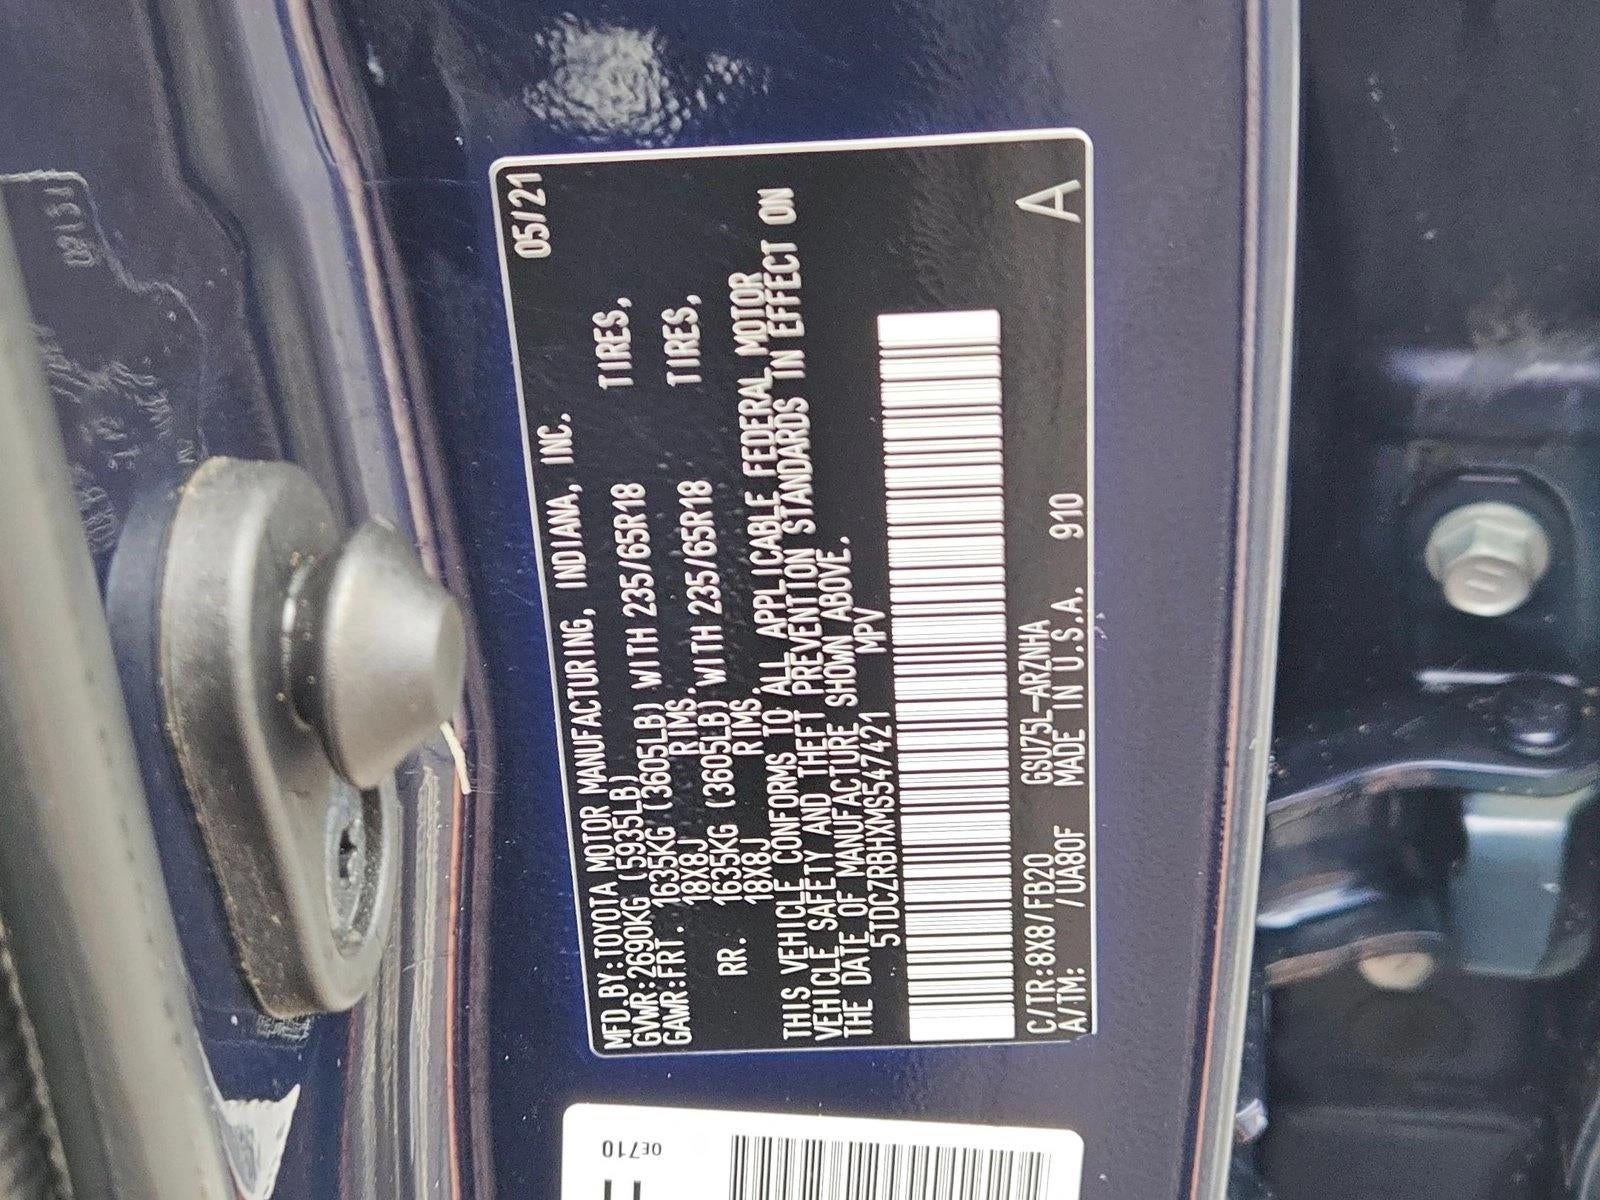 05/21
MFD.BY:TOYOTA MOTOR MANUFACTURING, INDIANA, INC.
GVWR:2690KG (5935LB)
GAWR:FRT. 1635KG (3605LB) WITH 235/65R18 TIRES,
18X8J RIMS.
RR. 1635KG (3605LB) WITH 235/65R18 TIRES,
18X8J RIMS.
THIS VEHICLE CONFORMS TO ALL APPLICABLE FEDERAL MOTOR
VEHICLE SAFETY AND THEFT PREVENTION STANDARDS IN EFFECT ON
THE DATE OF MANUFACTURE SHOWN ABOVE.
5TDCZRBHXMS547421 MPV
C/TR:8X8/FB20 GSU75L-ARZNHA
A/TM: /UA80F MADE IN U.S.A. 910 A
0E710